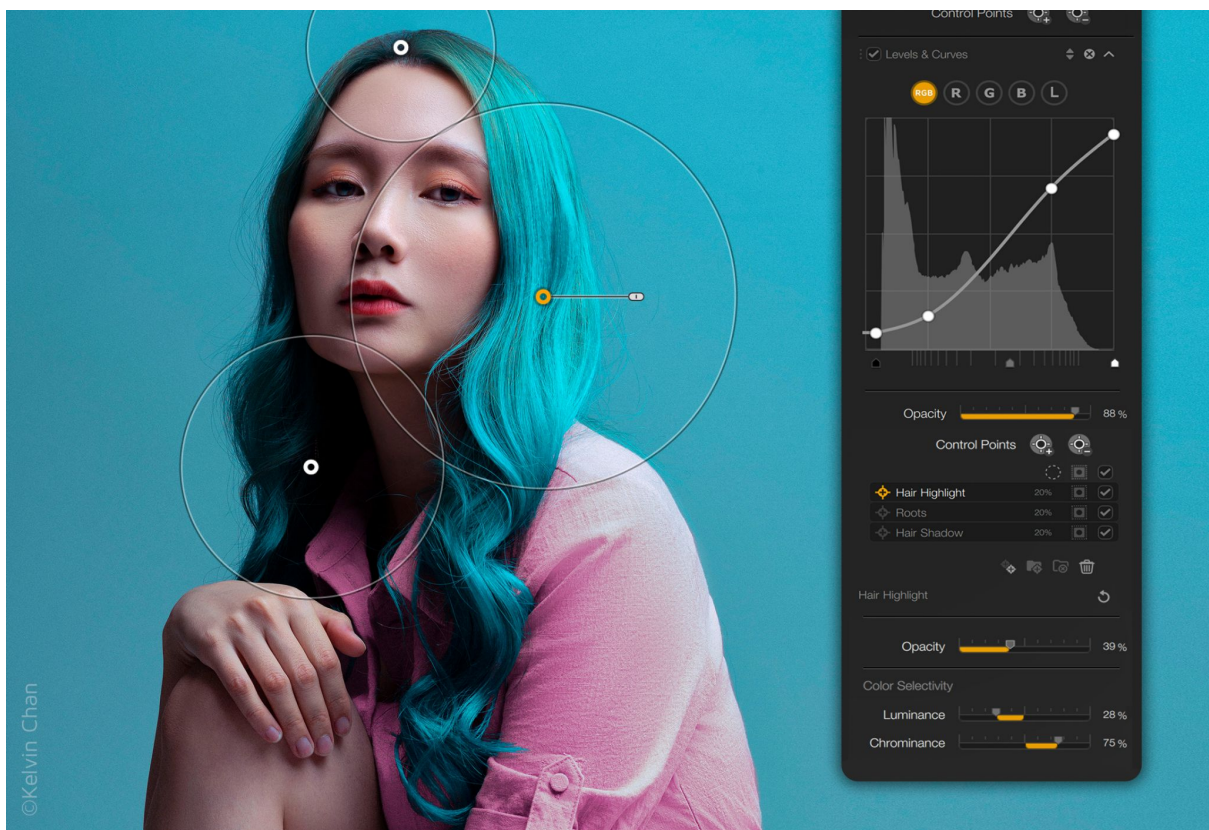 Control Points
Levels & Curves
RGB R G B L
Opacity 88 %
Control Points
Hair Highlight 20%
Roots 20%
Hair Shadow 20%
Hair Highlight
Opacity 39 %
Color Selectivity
Luminance 28 %
Chrominance 75 %
©Kelvin Chan